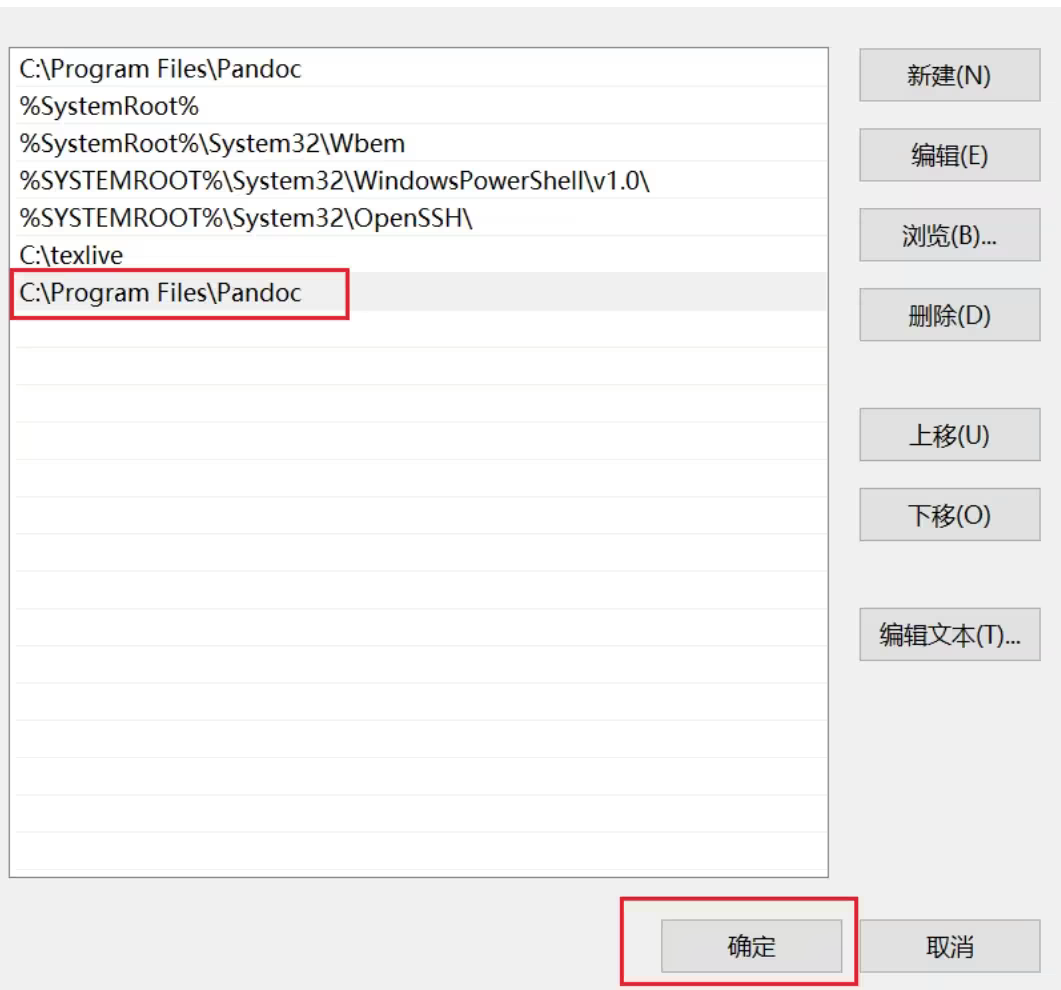 C:\Program Files\Pandoc
%SystemRoot%
%SystemRoot%\System32\Wbem
%SYSTEMROOT%\System32\WindowsPowerShell\v1.0\
%SYSTEMROOT%\System32\OpenSSH\
C:\texlive
C:\Program Files\Pandoc
新建(N)
编辑(E)
浏览(B)...
删除(D)
上移(U)
下移(O)
编辑文本(T)...
确定
取消